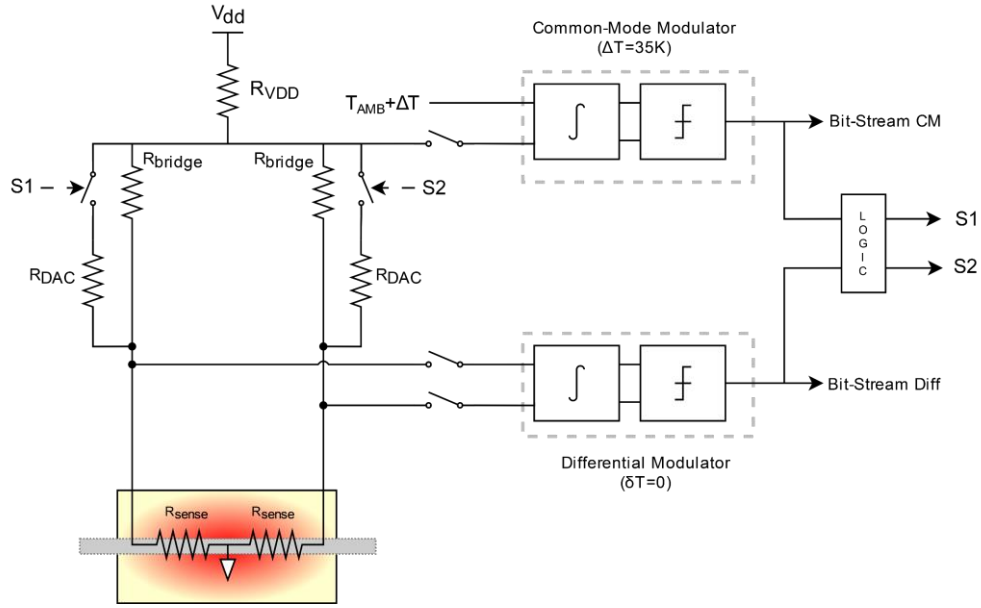 Vdd
RVDD
Common-Mode Modulator
(ΔT=35K)
TAMB+ΔT
Bit-Stream CM
Rbridge
Rbridge
S1
S2
RDAC
RDAC
LOGIC
S1
S2
Bit-Stream Diff
Differential Modulator
(δT=0)
Rsense
Rsense